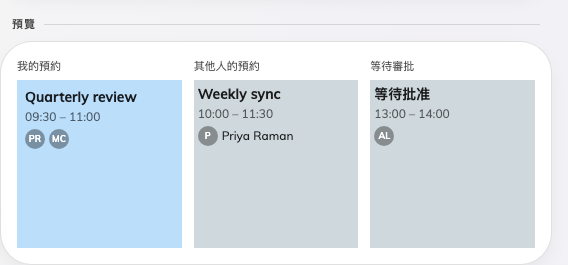 預覽
我的預約
Quarterly review
09:30 – 11:00
PR MC
其他人的預約
Weekly sync
10:00 – 11:30
P Priya Raman
等待審批
等待批准
13:00 – 14:00
AL